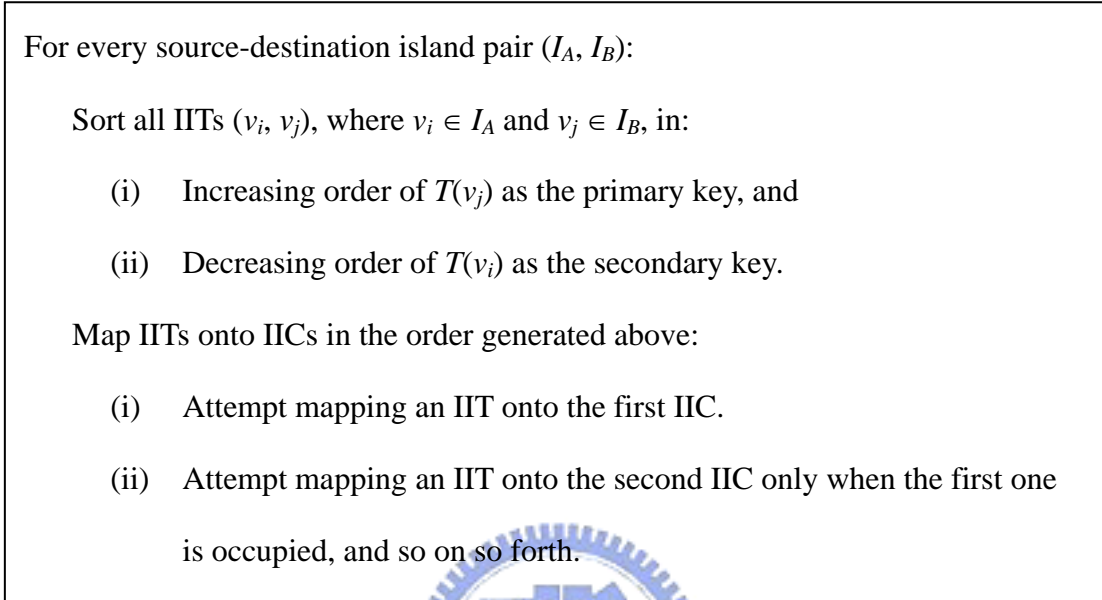 For every source-destination island pair (I_A, I_B):
Sort all IITs (v_i, v_j), where v_i ∈ I_A and v_j ∈ I_B, in:
(i) Increasing order of T(v_j) as the primary key, and
(ii) Decreasing order of T(v_i) as the secondary key.
Map IITs onto IICs in the order generated above:
(i) Attempt mapping an IIT onto the first IIC.
(ii) Attempt mapping an IIT onto the second IIC only when the first one
is occupied, and so on so forth.